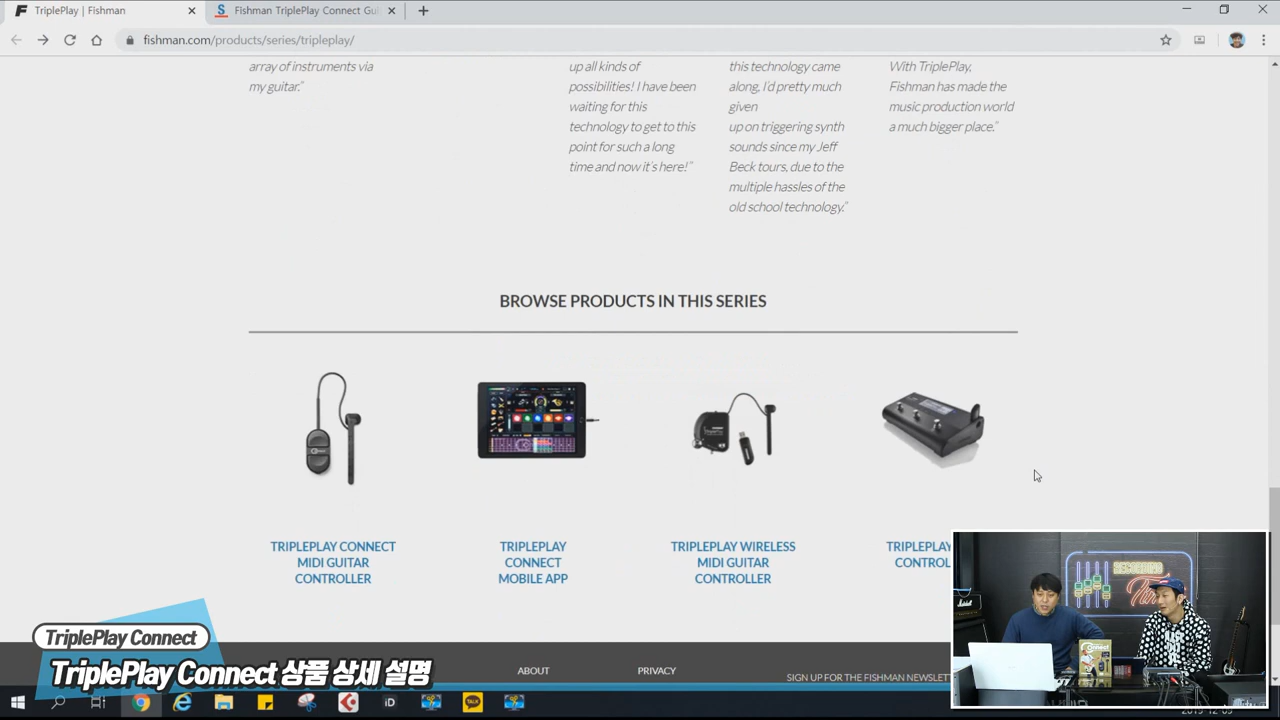 TriplePlay | Fishman
Fishman TriplePlay Connect Gui
fishman.com/products/series/tripleplay/
array of instruments via
my guitar.”
up all kinds of
possibilities! I have been
waiting for this
technology to get to this
point for such a long
time and now it’s here!”
this technology came
along, I’d pretty much
given
up on triggering synth
sounds since my Jeff
Beck tours, due to the
multiple hassles of the
old school technology.”
With TriplePlay,
Fishman has made the
music production world
a much bigger place.”
BROWSE PRODUCTS IN THIS SERIES
TRIPLEPLAY CONNECT
MIDI GUITAR
CONTROLLER
TRIPLEPLAY
CONNECT
MOBILE APP
TRIPLEPLAY WIRELESS
MIDI GUITAR
CONTROLLER
TRIPLEPLAY
CONTROL
ABOUT
PRIVACY
SIGN UP FOR THE FISHMAN NEWSLETT
TriplePlay Connect
TriplePlay Connect 상품 상세 설명
RECORDING
Time
Connect
Marshall
TALK
iD